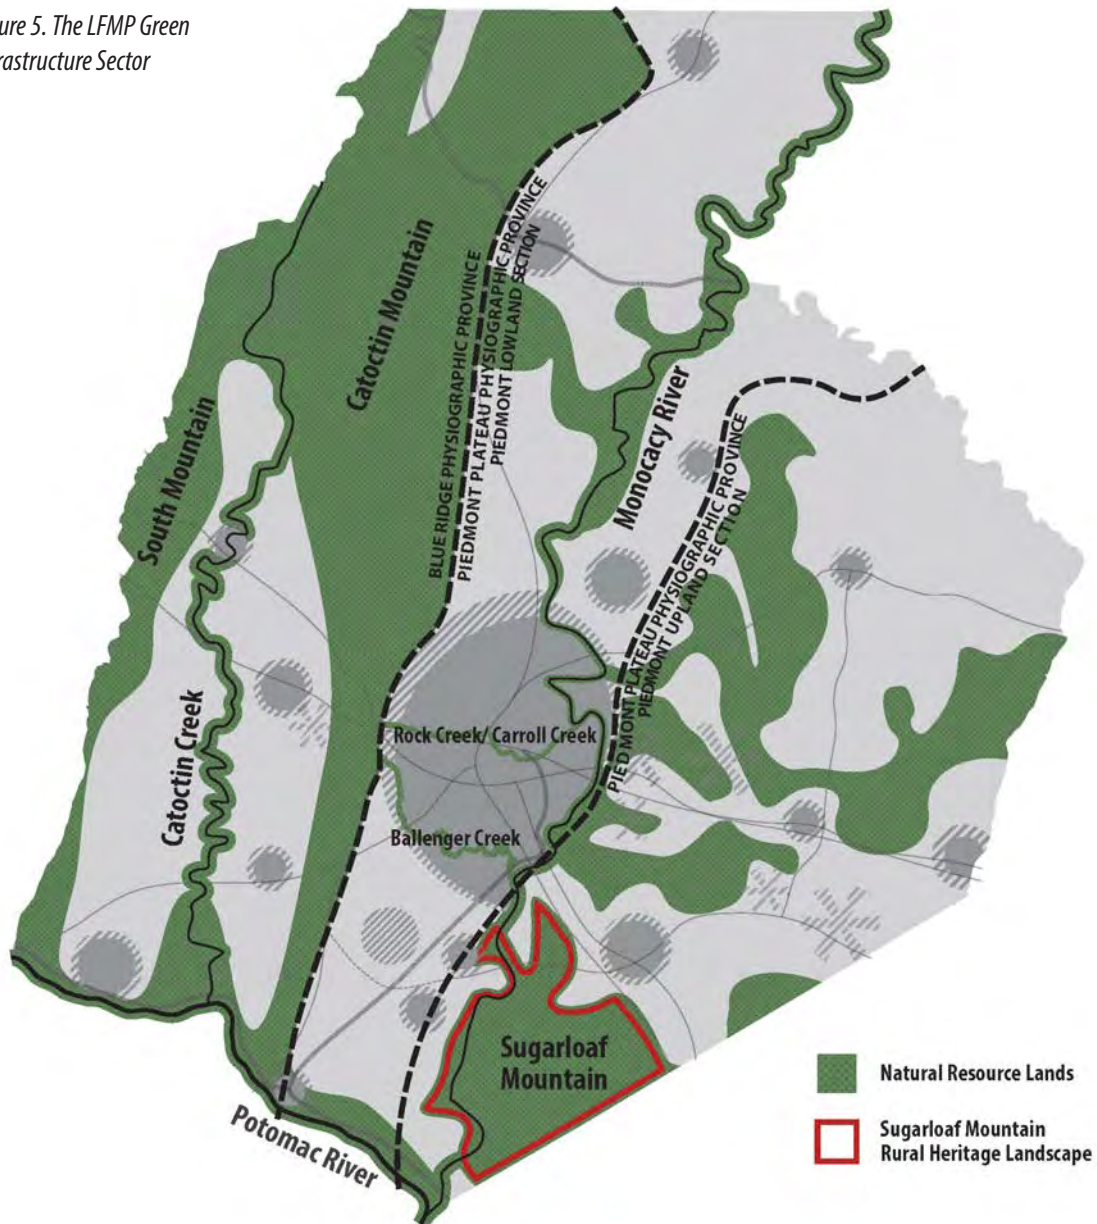 ure 5. The LFMP Green
rastructure Sector
Catoctin Mountain
South Mountain
BLUE RIDGE PHYSIOGRAPHIC PROVINCE
PIEDMONT PLATEAU PHYSIOGRAPHIC PROVINCE
PIEDMONT LOWLAND SECTION
Monocacy River
PIEDMONT PLATEAU PHYSIOGRAPHIC PROVINCE
PIEDMONT UPLAND SECTION
Catoctin Creek
Rock Creek/ Carroll Creek
Ballenger Creek
Sugarloaf
Mountain
Potomac River
Natural Resource Lands
Sugarloaf Mountain
Rural Heritage Landscape